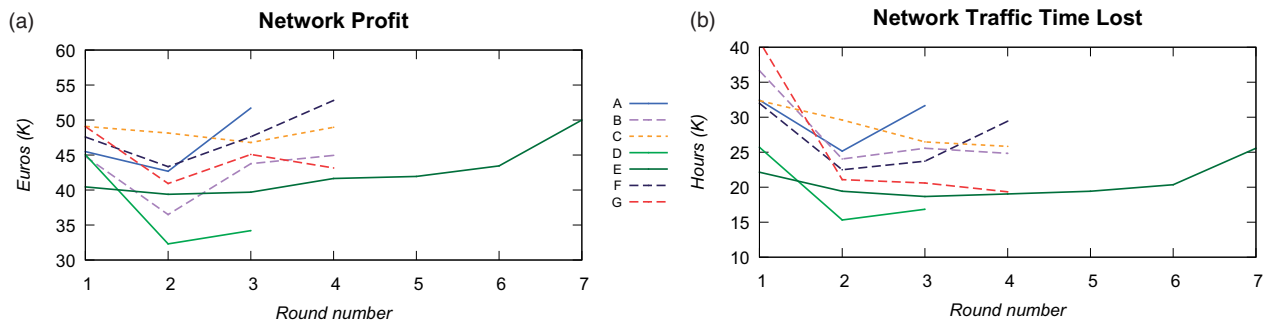 (a)
Network Profit
60
55
50
45
40
35
30
Euros (K)
1 2 3 4 5 6 7
Round number
A
B
C
D
E
F
G
(b)
Network Traffic Time Lost
40
35
30
25
20
15
10
Hours (K)
1 2 3 4 5 6 7
Round number